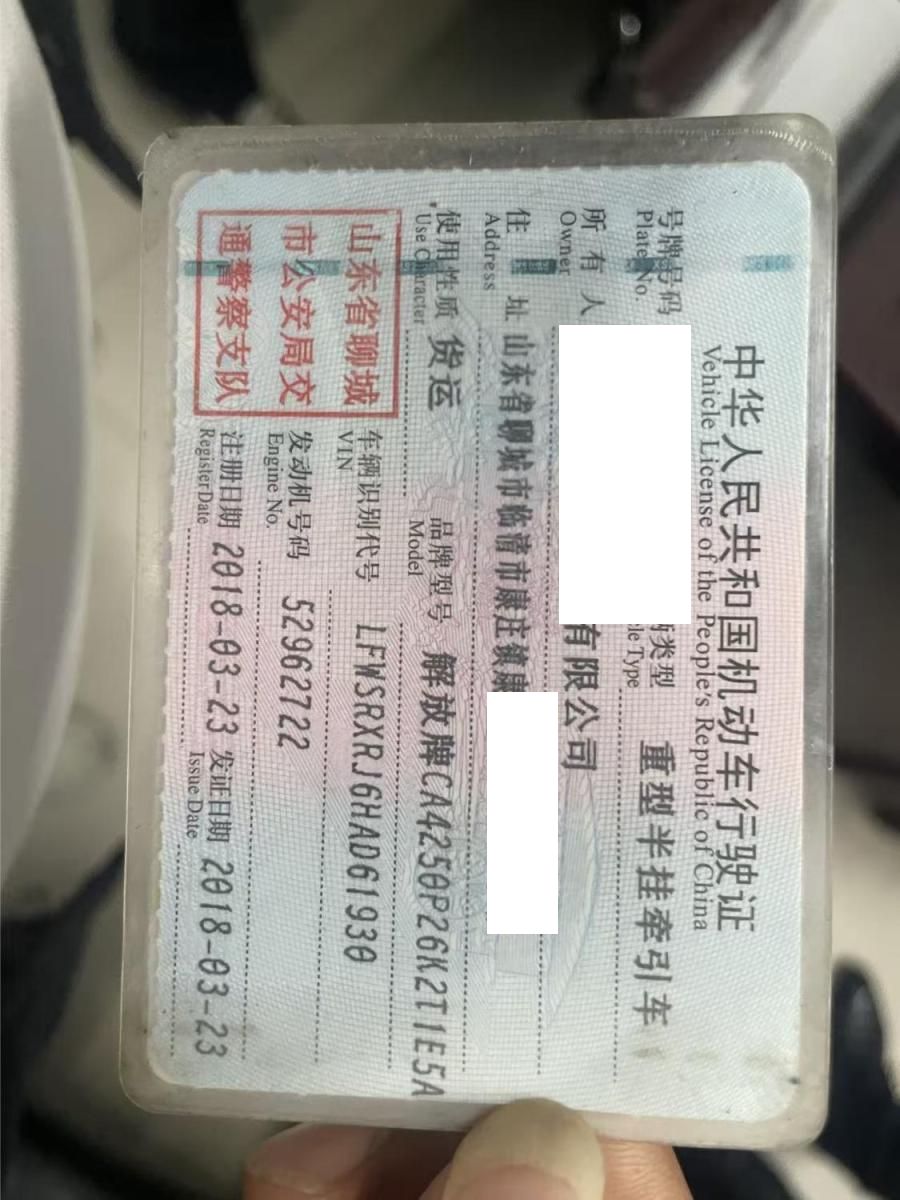 中华人民共和国机动车行驶证
Vehicle License of the People's Republic of China
号牌号码
Plate No.
类型
Type
重型半挂牵引车
所有人
Owner
有限公司
住址
Address
山东省聊城市临清市康庄镇康
使用性质
Use Character
货运
品牌型号
Model
解放牌CA4250P26K2T1E5A
车辆识别代号
VIN
LFWSRXRJ6HAD61930
发动机号码
Engine No.
52962722
注册日期
Register Date
2018-03-23
发证日期
Issue Date
2018-03-23
山东省聊城
市公安局交
通警察支队